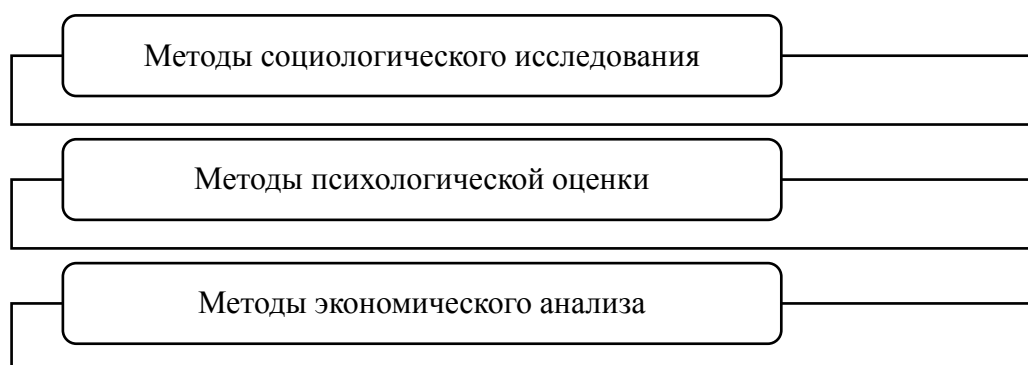 Методы социологического исследования
Методы психологической оценки
Методы экономического анализа